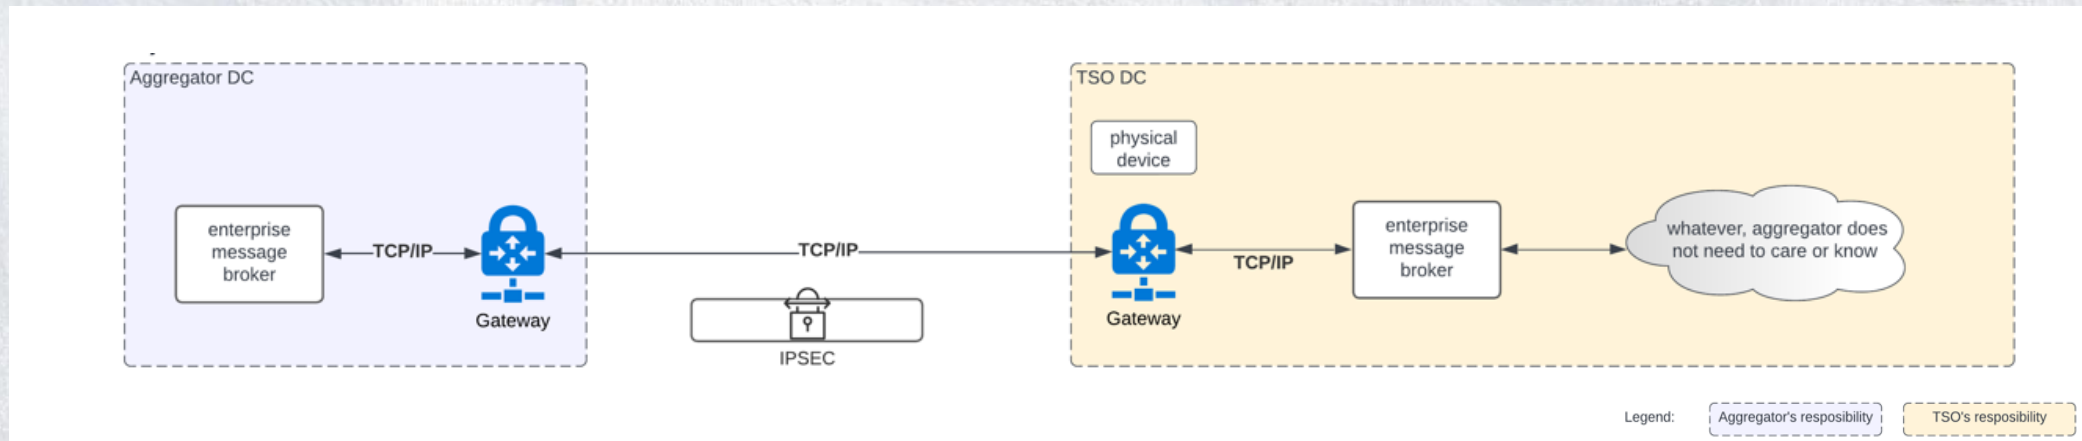 Aggregator DC
TSO DC
physical
device
enterprise
message
broker
TCP/IP
TCP/IP
TCP/IP
enterprise
message
broker
whatever, aggregator does
not need to care or know
Gateway
Gateway
IPSEC
Legend:
Aggregator's resposibility
TSO's resposibility